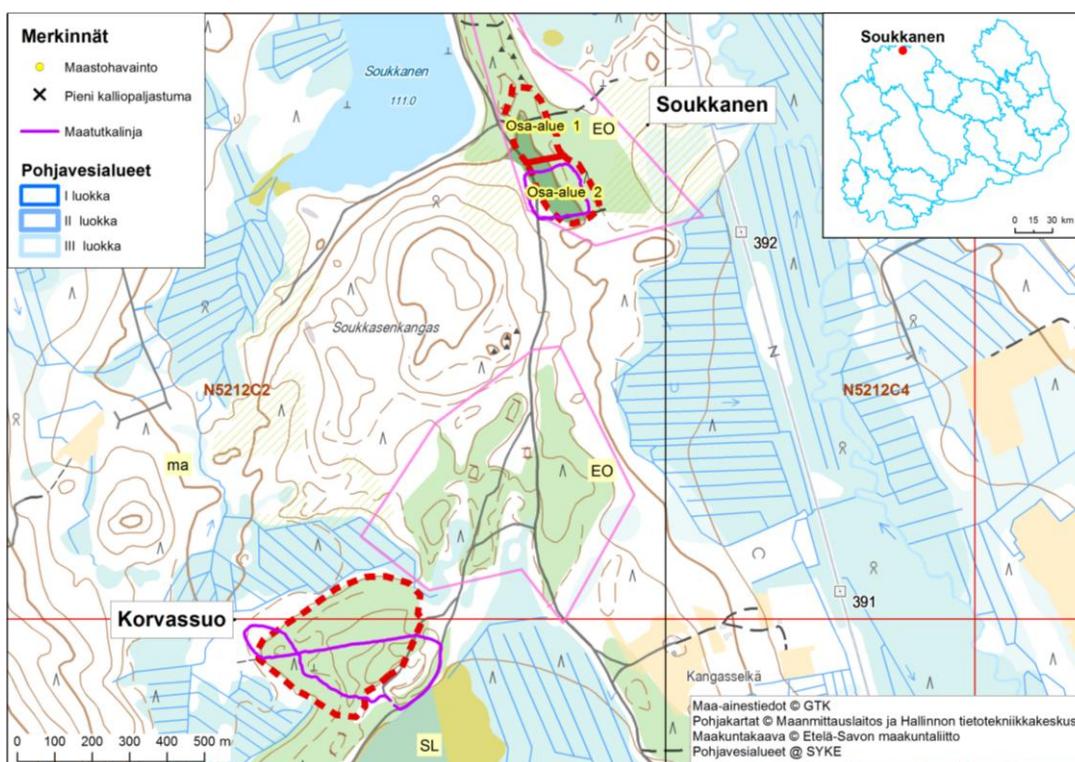 Merkinnät
Maastohavainto
Pieni kalliopaljastuma
Maatutkalinja
Pohjavesialueet
I luokka
II luokka
III luokka
Soukkanen
111.0
Osa-alue 1
EO
Osa-alue 2
Soukkanen
Soukkanen
0 15 30 km
392
Soukkasenkangas
N5212C2
N5212C4
Z
ma
EO
391
Korvassuo
Kangasselkä
SL
0 100 200 300 400 500 m
Maa-ainestiedot © GTK
Pohjakartat © Maanmittauslaitos ja Hallinnon tietotekniikkakeskus
Maakuntakaava © Etelä-Savon maakuntaliitto
Pohjavesialueet @ SYKE